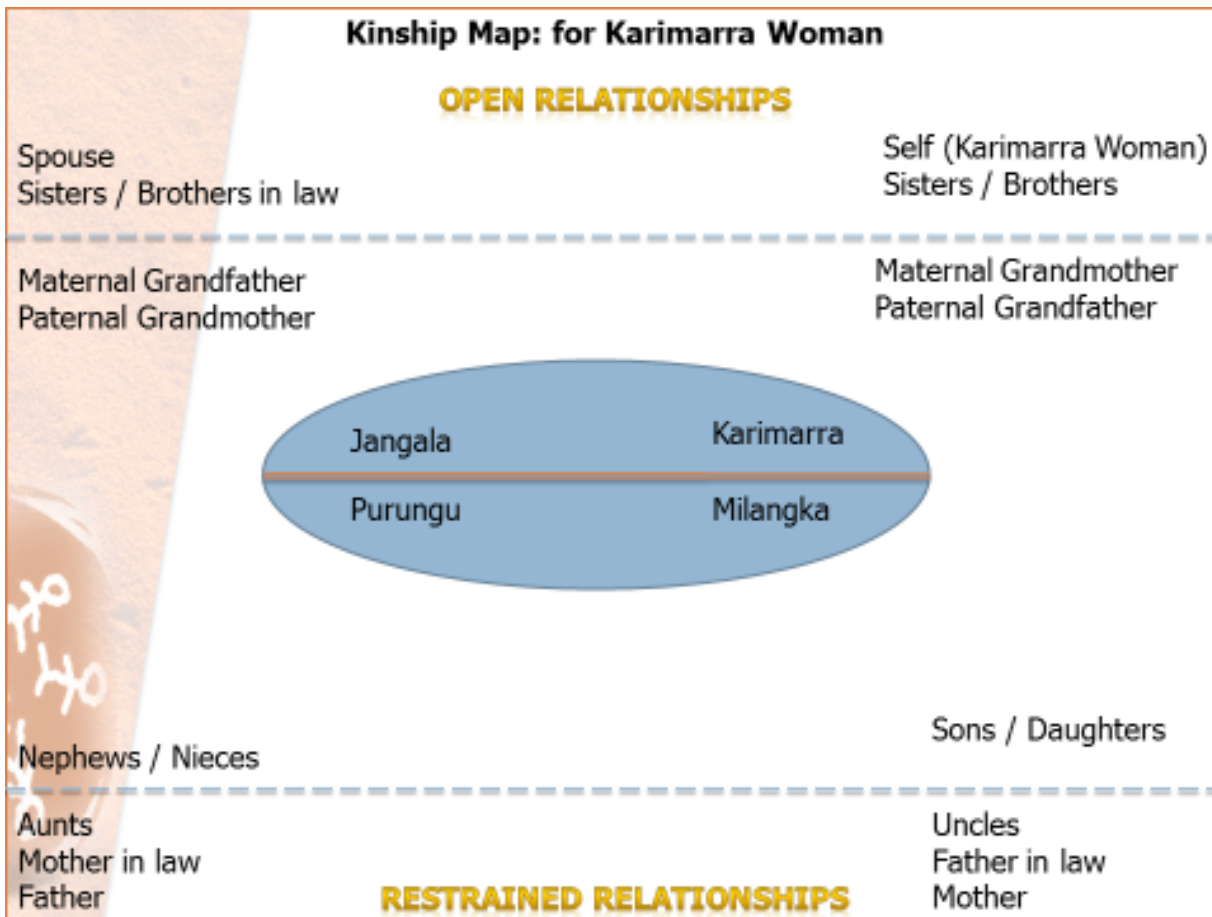 Kinship Map: for Karimarra Woman
OPEN RELATIONSHIPS
Spouse
Sisters / Brothers in law
Self (Karimarra Woman)
Sisters / Brothers
Maternal Grandfather
Paternal Grandmother
Maternal Grandmother
Paternal Grandfather
Jangala
Karimarra
Purungu
Milangka
Nephews / Nieces
Sons / Daughters
Aunts
Mother in law
Father
Uncles
Father in law
Mother
RESTRAINED RELATIONSHIPS